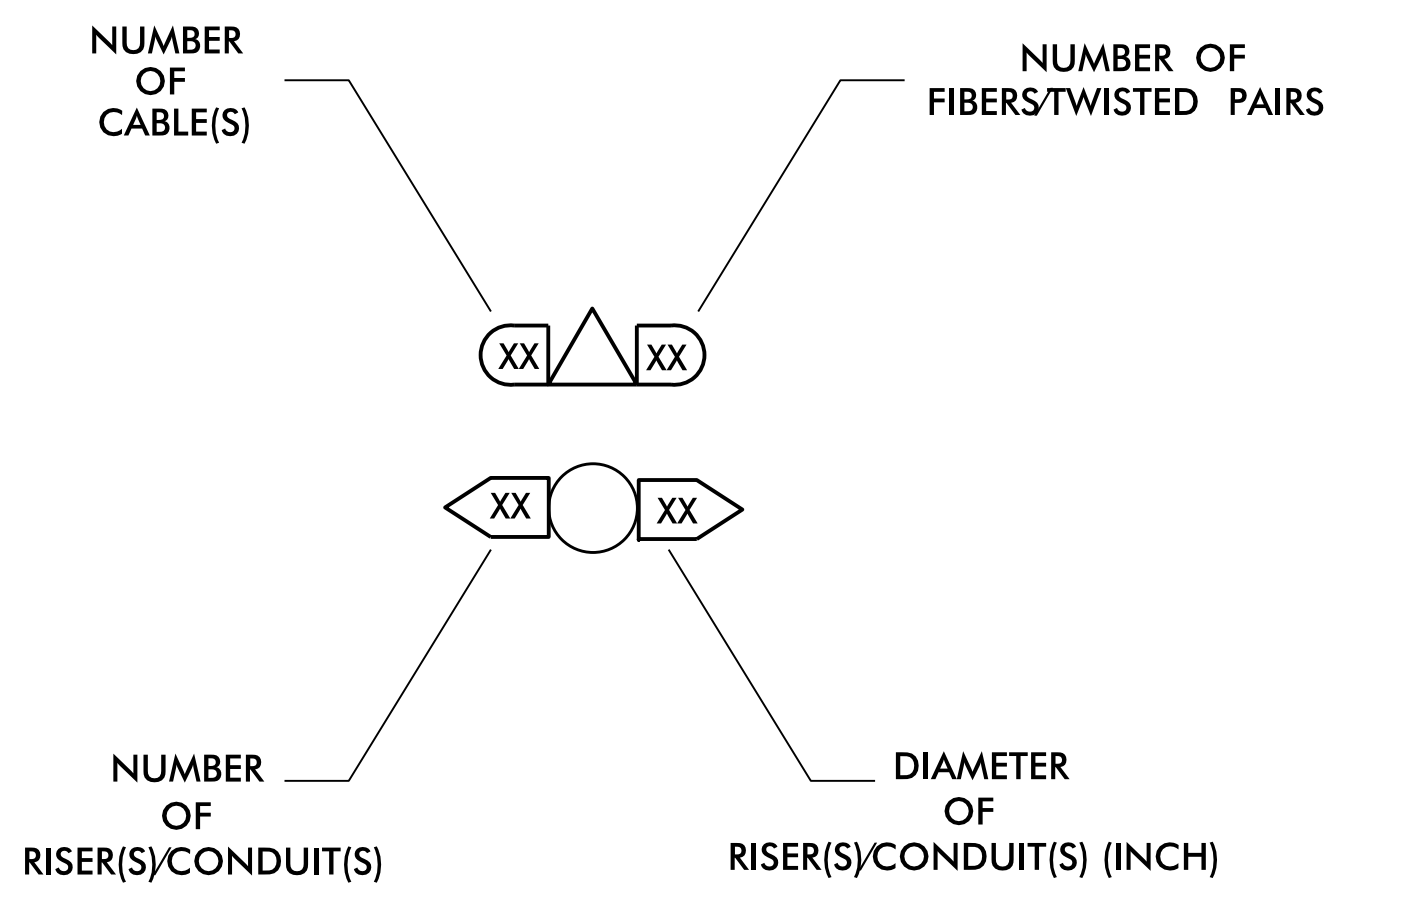 NUMBER
OF
CABLE(S)
NUMBER OF
FIBERS/TWISTED PAIRS
XX
XX
XX
XX
NUMBER
OF
RISER(S)/CONDUIT(S)
DIAMETER
OF
RISER(S)/CONDUIT(S) (INCH)